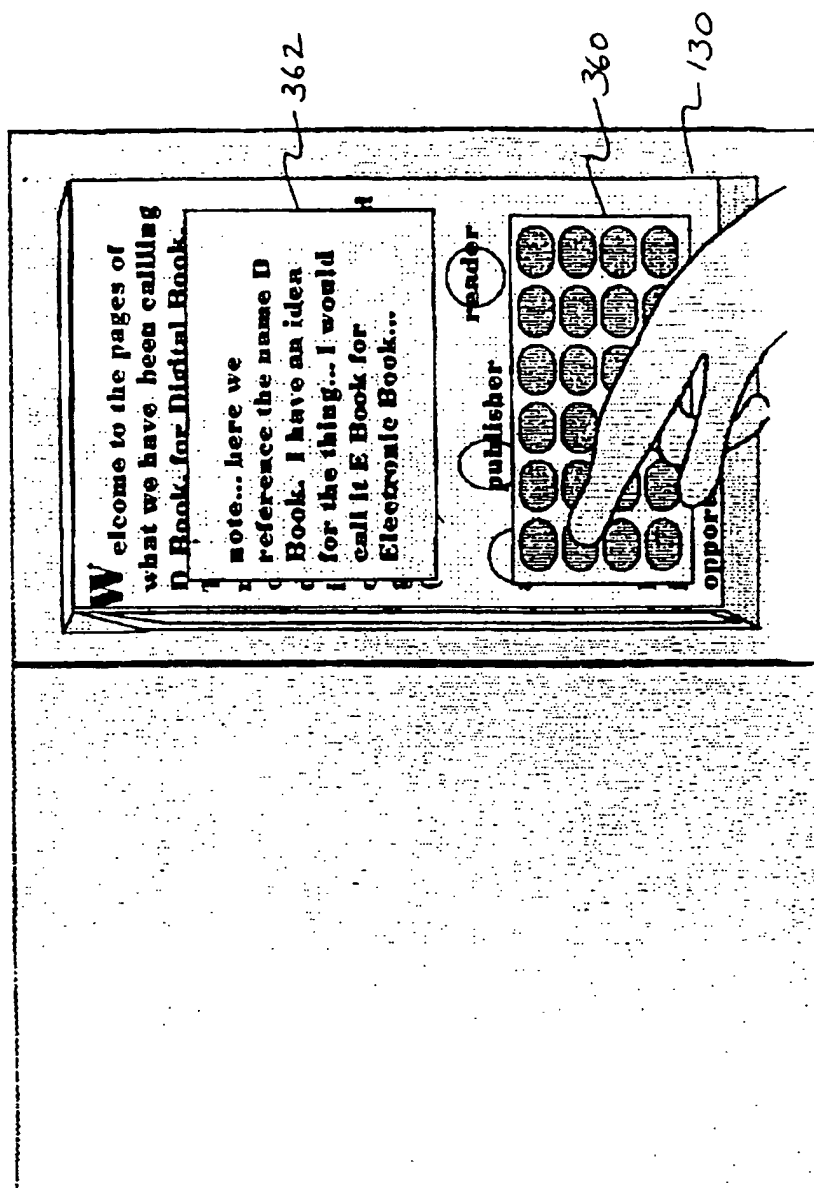 Welcome to the pages of
what we have been callling
D Book, for Digital Book.
note... here we
reference the name D
Book. I have an idea
for the thing... I would
call it E Book for
Electronic Book...
publisher
reader
oppor
362
360
130